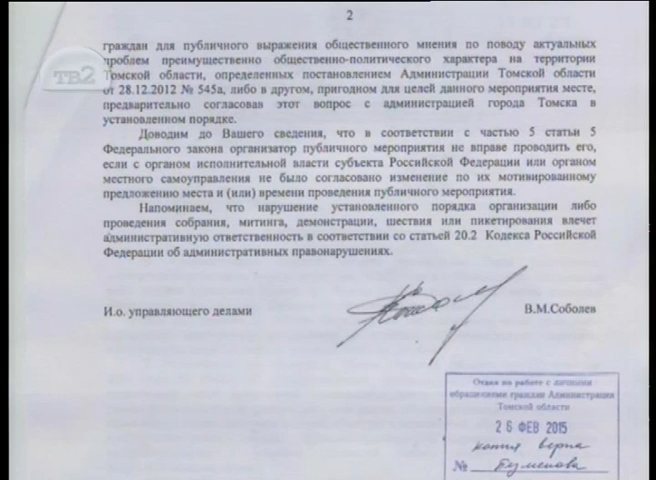 2
граждан для публичного выражения общественного мнения по поводу актуальных
проблем преимущественно общественно-политического характера на территории
Томской области, определенных постановлением Администрации Томской области
от 28.12.2012 № 545а, либо в другом, пригодном для целей данного мероприятия месте,
предварительно согласовав этот вопрос с администрацией города Томска в
установленном порядке.
Доводим до Вашего сведения, что в соответствии с частью 5 статьи 5
Федерального закона организатор публичного мероприятия не вправе проводить его,
если с органом исполнительной власти субъекта Российской Федерации или органом
местного самоуправления не было согласовано изменение по их мотивированному
предложению места и (или) времени проведения публичного мероприятия.
Напоминаем, что нарушение установленного порядка организации либо
проведения собрания, митинга, демонстрации, шествия или пикетирования влечет
административную ответственность в соответствии со статьей 20.2 Кодекса Российской
Федерации об административных правонарушениях.
И.о. управляющего делами В.М.Соболев
Отдел по работе с личными
обращениями граждан Администрации
Томской области
26 ФЕВ 2015
копия верна
№
тв2